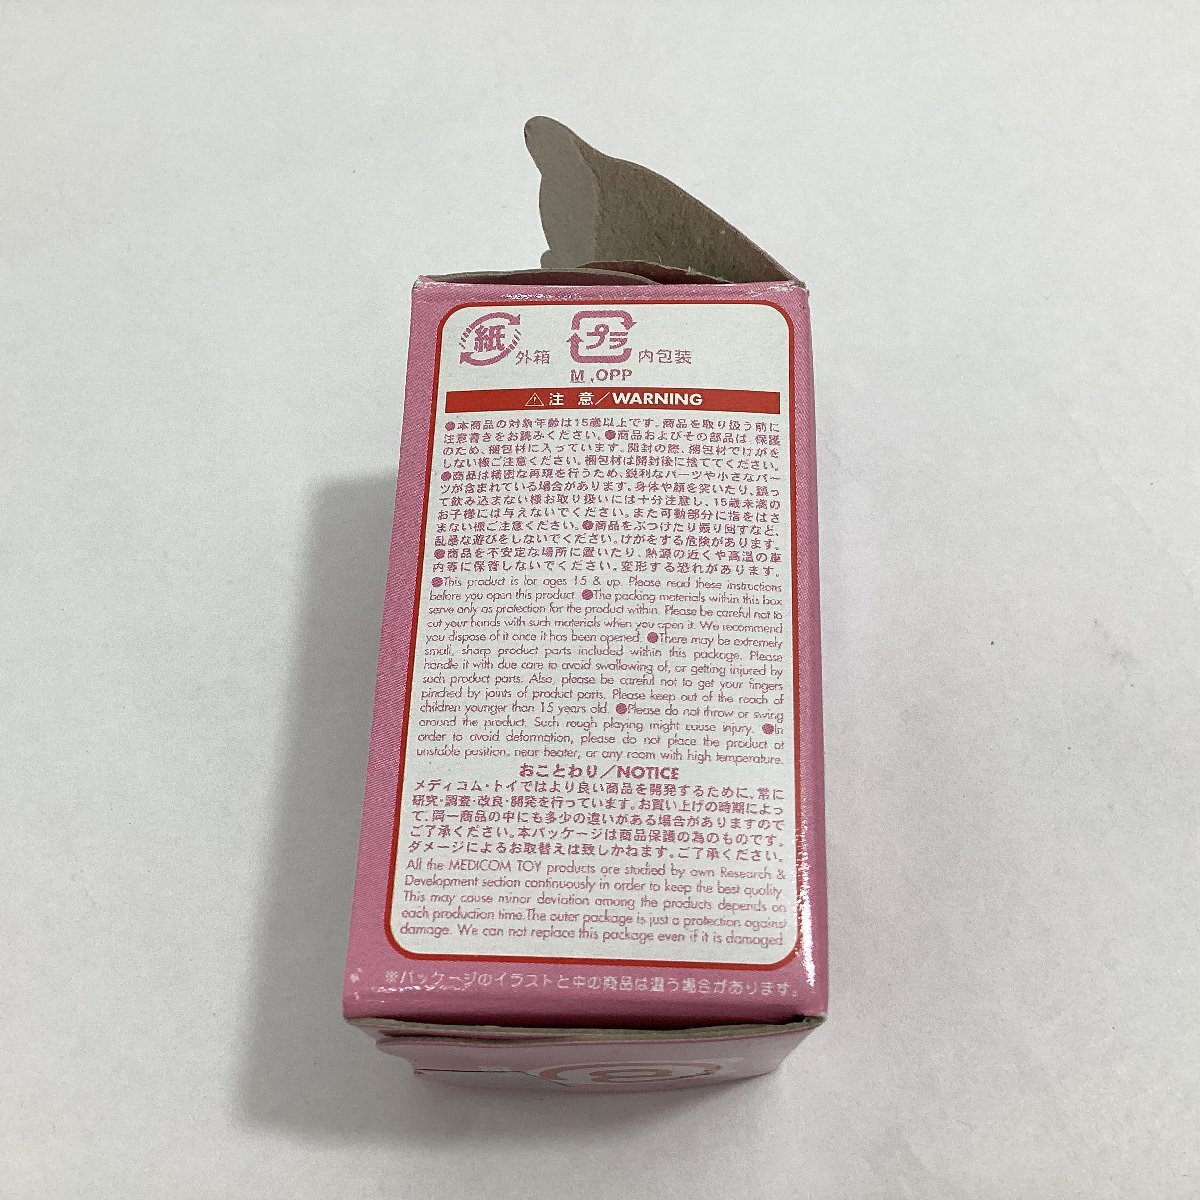 紙 外箱 プラ 内包装
M ,OPP
⚠注 意/WARNING
●本商品の対象年齢は15歳以上です。商品を取り扱う前に
注意書きをお読みください。●商品およびその部品は、保護
のため、梱包材に入っています。開封の際、梱包材でけがを
しない様ご注意ください。梱包材は開封後に捨ててください。
●商品は精密な再現を行うため、鋭利なパーツや小さなパー
ツが含まれている場合があります。身体や顔を突いたり、誤っ
て飲み込まない様お取り扱いには十分注意し、15歳未満の
お子様には与えないでください。また可動部分に指をはさ
まない様ご注意ください。●商品をぶつけたり振り回すなど、
乱暴な遊びをしないでください。けがをする危険があります。
●商品を不安定な場所に置いたり、熱源の近くや高温の車
内等に保管しないでください。変形する恐れがあります。
●This product is for ages 15 & up. Please read these instructions
before you open this product. ●The packing materials within this box
serve only as protection for the product within. Please be careful not to
cut your hands with such materials when you open it. We recommend
you dispose of it once it has been opened. ●There may be extremely
small, sharp product parts included within this package. Please
handle it with due care to avoid swallowing of, or getting injured by
such product parts. Also, please be careful not to get your fingers
pinched by joints of product parts. Please keep out of the reach of
children younger than 15 years old. ●Please do not throw or swing
around the product. Such rough playing might cause injury. ●In
order to avoid deformation, please do not place the product at
unstable position, near heater, or any room with high temperature.
おことわり/NOTICE
メディコム・トイではより良い商品を開発するために、常に
研究・調査・改良・開発を行っています。お買い上げの時期によっ
て、同一商品の中にも多少の違いがある場合がありますので
ご了承ください。本パッケージは商品保護の為のものです。
ダメージによるお取替えは致しかねます。ご了承ください。
All the MEDICOM TOY products are studied by own Research &
Development section continuously in order to keep the best quality.
This may cause minor deviation among the products depends on
each production time. The outer package is just a protection against
damage. We can not replace this package even if it is damaged
※パッケージのイラストと中の商品は違う場合があります。